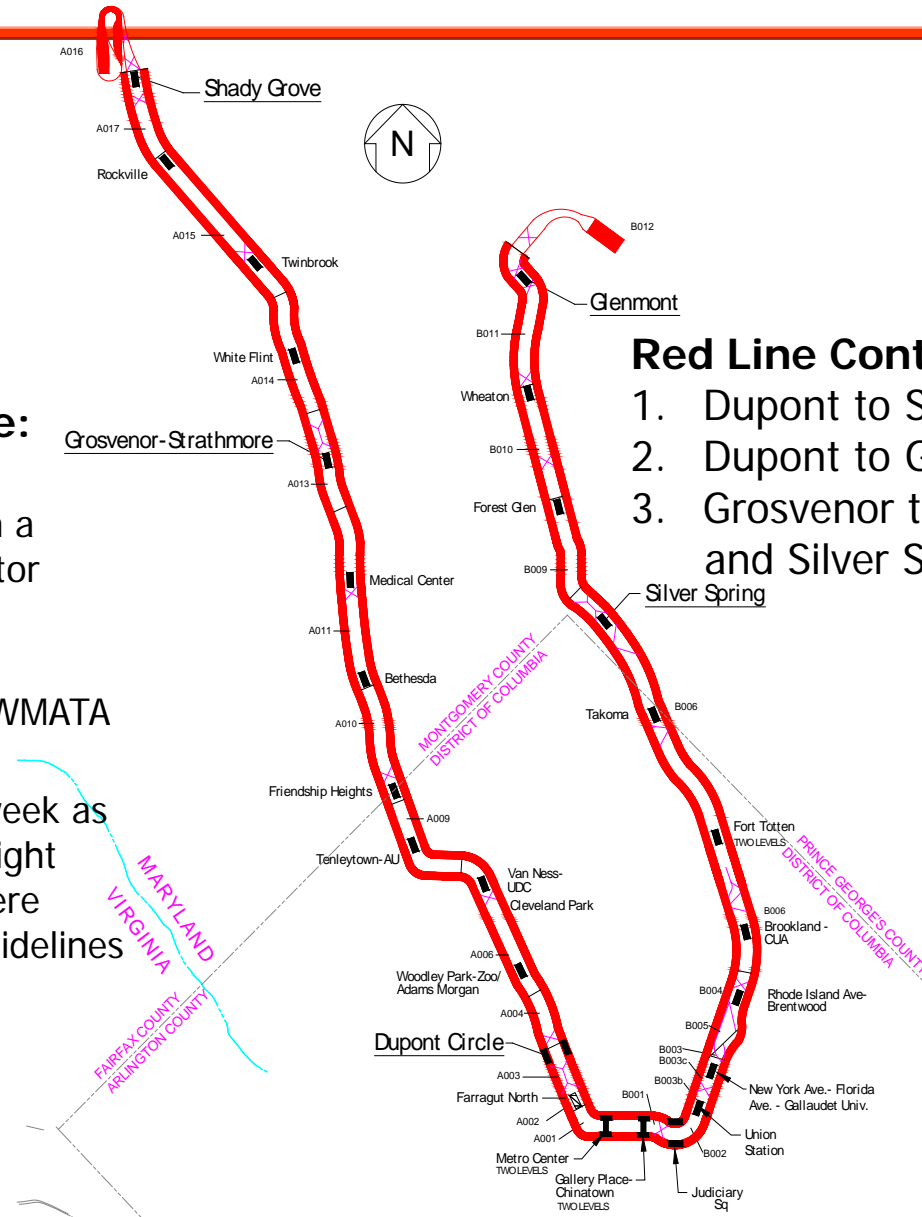 A016
Shady Grove
A017
Rockville
N
A015
Twinbrook
B012
Glenmont
B011
White Flint
A014
Wheaton
Red Line Cont
1. Dupont to S
2. Dupont to G
3. Grosvenor t
and Silver S
e:
Grosvenor-Strathmore
A013
B010
Forest Glen
n a
tor
Medical Center
B009
Silver Spring
A011
Bethesda
MONTGOMERY COUNTY
DISTRICT OF COLUMBIA
WMATA
A010
Takoma
B006
Friendship Heights
week as
ight
ere
uidelines
A009
Tenleytown-AU
Fort Totten
TWO LEVELS
PRINCE GEORGE'S COUNTY
DISTRICT OF COLUMBIA
MARYLAND
VIRGINIA
Van Ness-
UDC
Cleveland Park
B006
Brookland -
CUA
A006
Woodley Park-Zoo/
Adams Morgan
A004
B004
Rhode Island Ave-
Brentwood
B005
FAIRFAX COUNTY
ARLINGTON COUNTY
Dupont Circle
A003
B003
B003c
B003b
Farragut North
A002
A001
B001
New York Ave.- Florida
Ave. - Gallaudet Univ.
Union
Station
B002
Metro Center
TWO LEVELS
Gallery Place-
Chinatown
TWO LEVELS
Judiciary
Sq